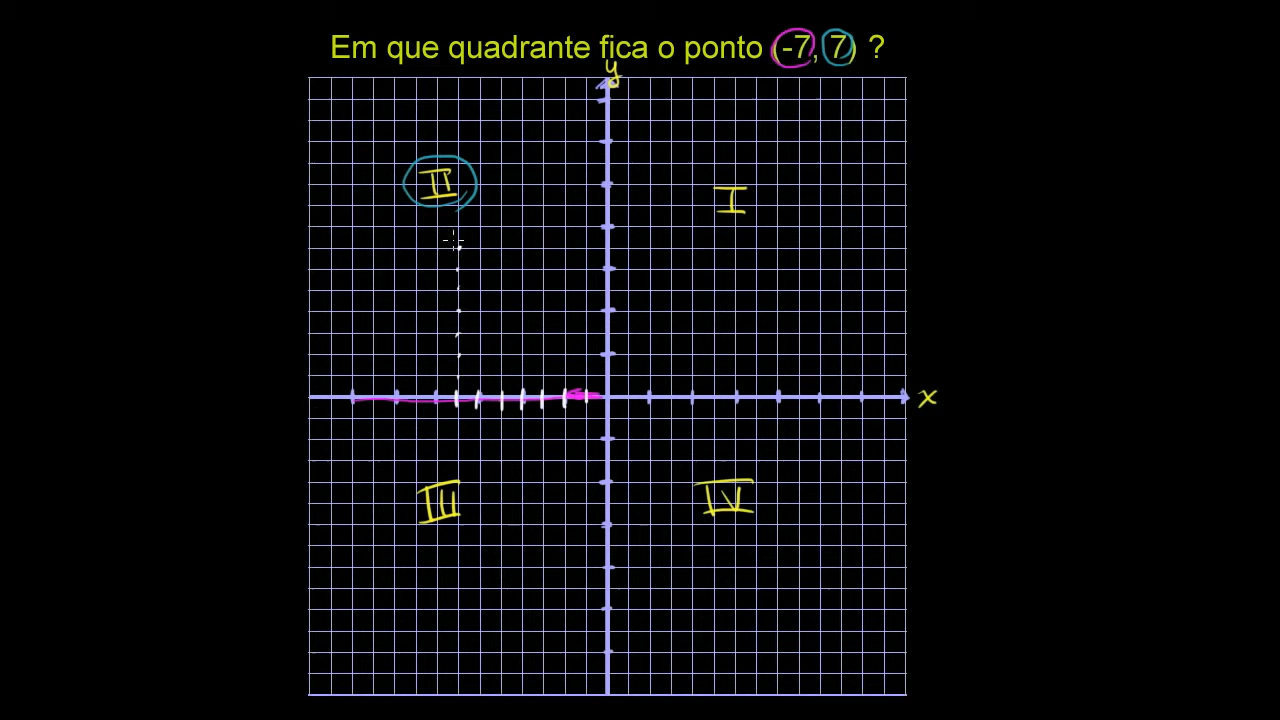 Em que quadrante fica o ponto (-7, 7) ?
y
II
I
x
III
IV